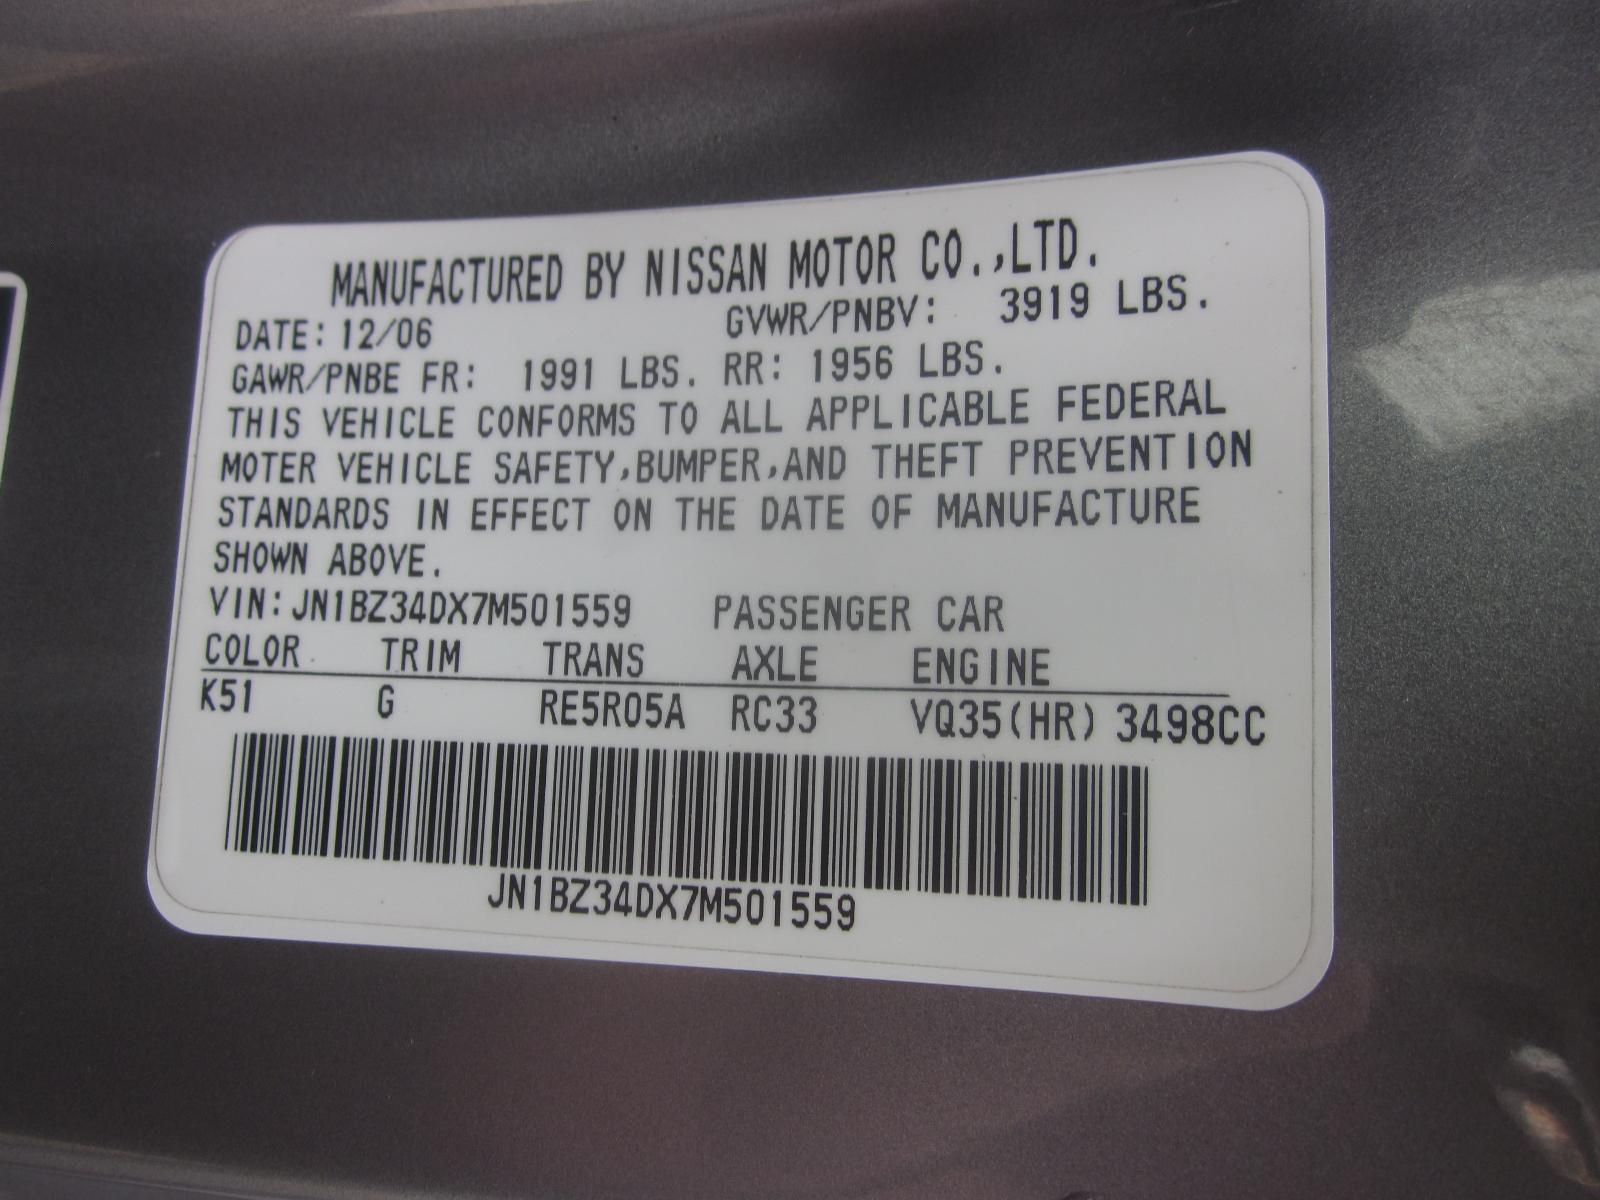 MANUFACTURED BY NISSAN MOTOR CO.,LTD.
DATE: 12/06 GVWR/PNBV: 3919 LBS.
GAWR/PNBE FR: 1991 LBS. RR: 1956 LBS.
THIS VEHICLE CONFORMS TO ALL APPLICABLE FEDERAL
MOTER VEHICLE SAFETY,BUMPER,AND THEFT PREVENTION
STANDARDS IN EFFECT ON THE DATE OF MANUFACTURE
SHOWN ABOVE.
VIN: JN1BZ34DX7M501559 PASSENGER CAR
COLOR TRIM TRANS AXLE ENGINE
K51 G RE5R05A RC33 VQ35(HR) 3498CC
JN1BZ34DX7M501559